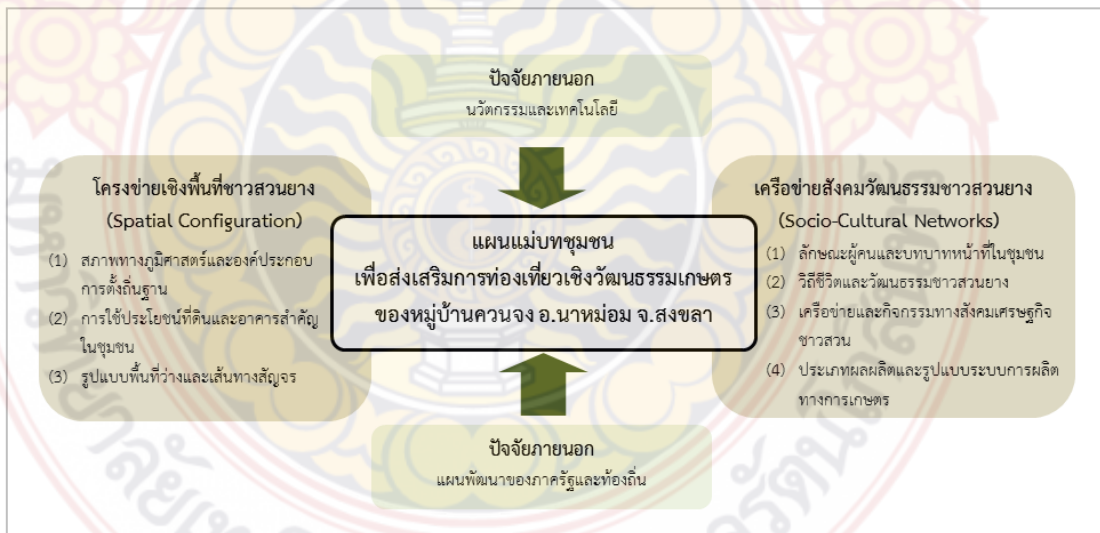 ปัจจัยภายนอก
นวัตกรรมและเทคโนโลยี
โครงข่ายเชิงพื้นที่ชาวสวนยาง
(Spatial Configuration)
(1) สภาพทางภูมิศาสตร์และองค์ประกอบ
การตั้งถิ่นฐาน
(2) การใช้ประโยชน์ที่ดินและอาคารสำคัญ
ในชุมชน
(3) รูปแบบพื้นที่ว่างและเส้นทางสัญจร
แผนแม่บทชุมชน
เพื่อส่งเสริมการท่องเที่ยวเชิงวัฒนธรรมเกษตร
ของหมู่บ้านควนจง อ.นาหม่อม จ.สงขลา
เครือข่ายสังคมวัฒนธรรมชาวสวนยาง
(Socio-Cultural Networks)
(1) ลักษณะผู้คนและบทบาทหน้าที่ในชุมชน
(2) วิถีชีวิตและวัฒนธรรมชาวสวนยาง
(3) เครือข่ายและกิจกรรมทางสังคมเศรษฐกิจ
ชาวสวน
(4) ประเภทผลผลิตและรูปแบบระบบการผลิต
ทางการเกษตร
ปัจจัยภายนอก
แผนพัฒนาของภาครัฐและท้องถิ่น